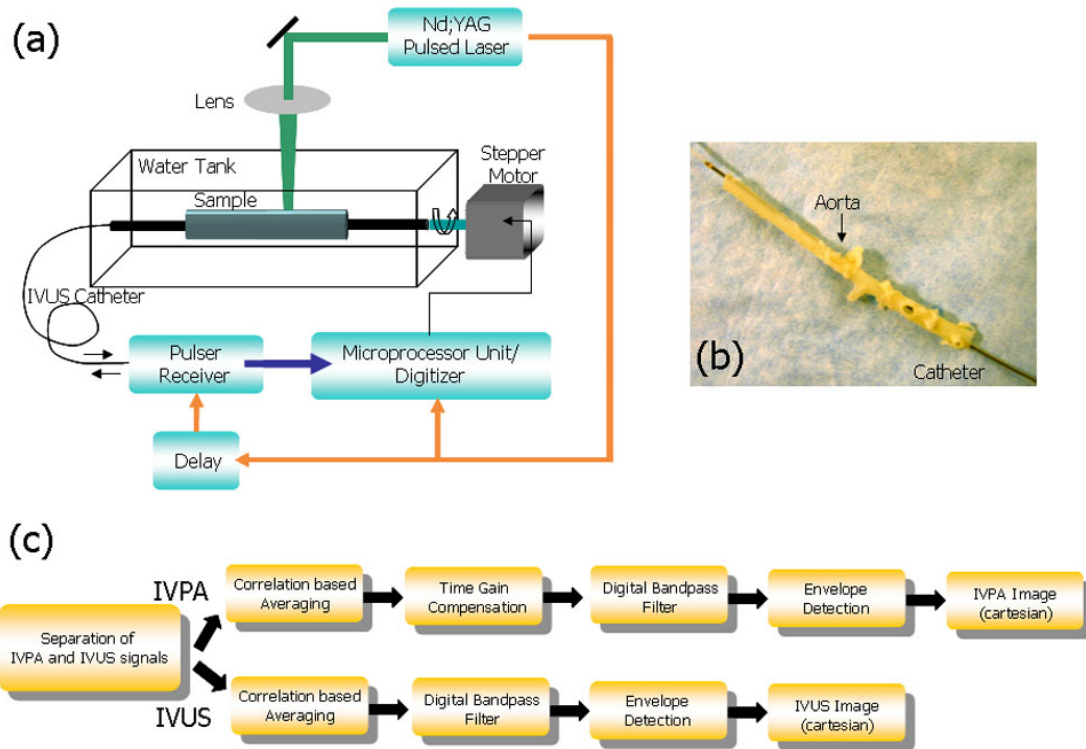 (a)
Nd;YAG
Pulsed Laser
Lens
Water Tank
Sample
Stepper
Motor
IVUS Catheter
Pulser
Receiver
Microprocessor Unit/
Digitizer
Delay
Aorta
(b)
Catheter
(c)
Separation of
IVPA and IVUS signals
IVPA
Correlation based
Averaging
Time Gain
Compensation
Digital Bandpass
Filter
Envelope
Detection
IVPA Image
(cartesian)
IVUS
Correlation based
Averaging
Digital Bandpass
Filter
Envelope
Detection
IVUS Image
(cartesian)